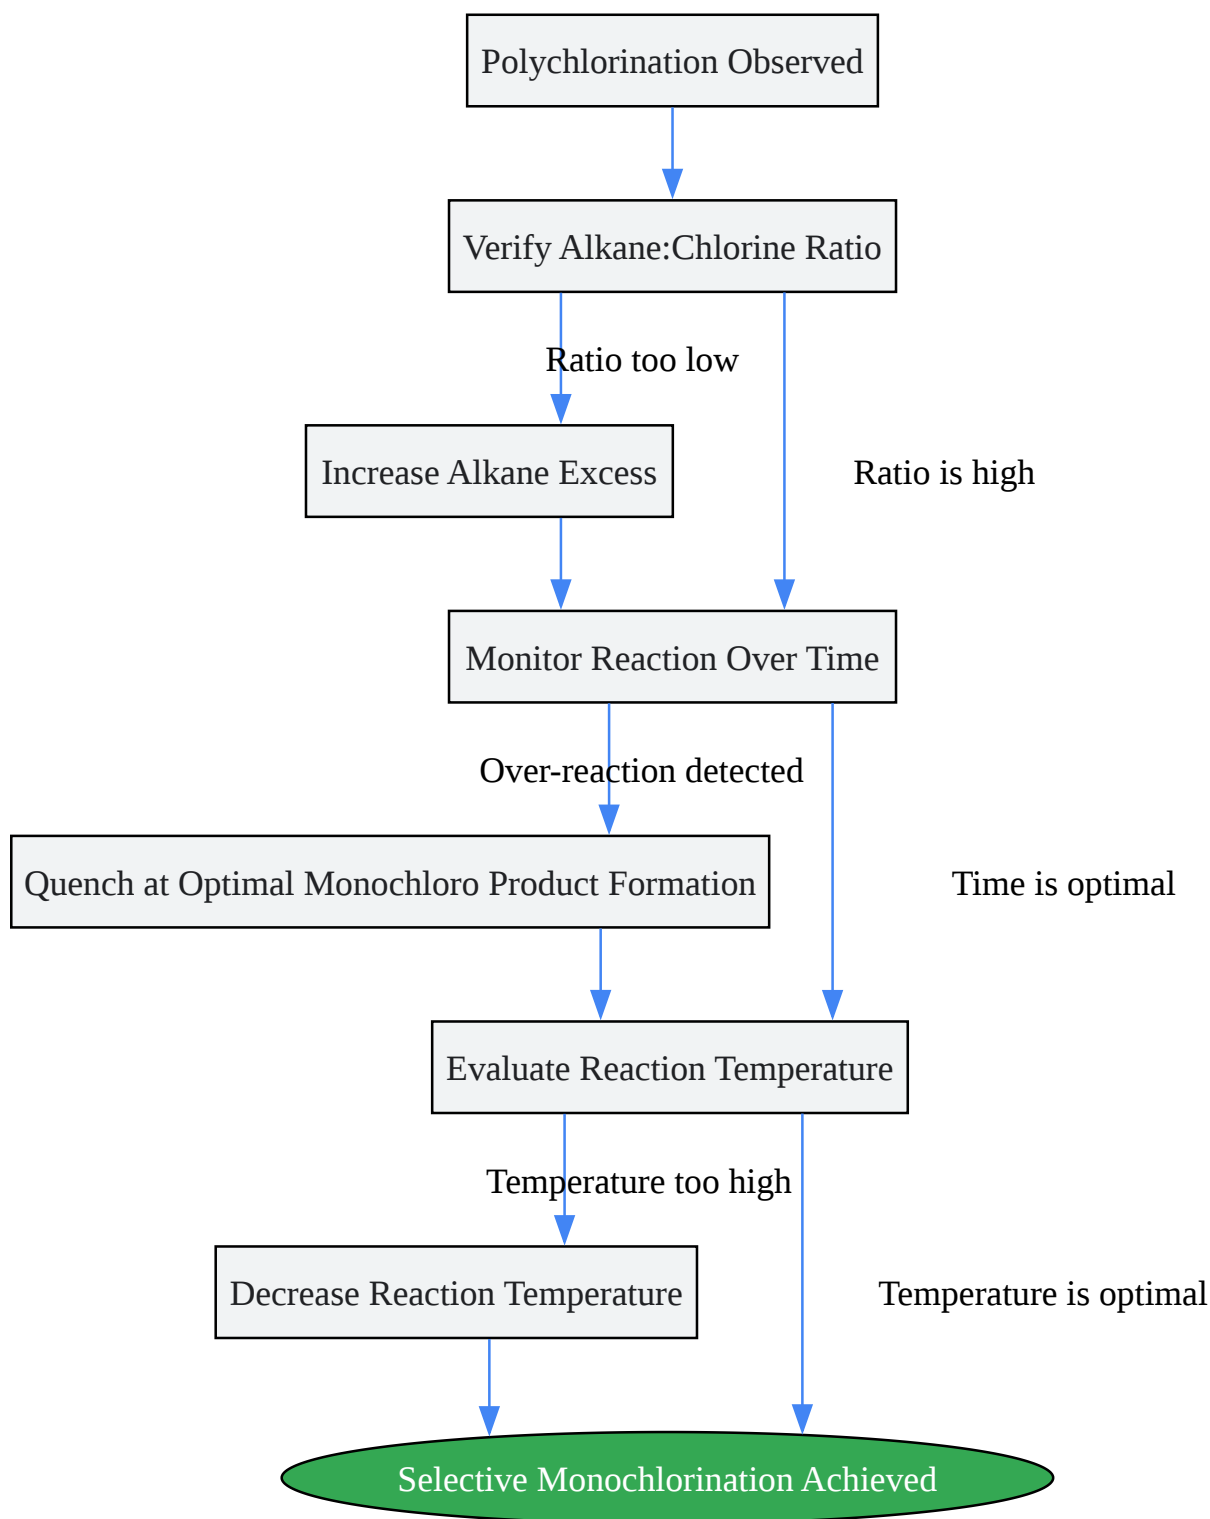 Polychlorination Observed
Verify Alkane:Chlorine Ratio
Ratio too low
Increase Alkane Excess
Ratio is high
Monitor Reaction Over Time
Over-reaction detected
Quench at Optimal Monochloro Product Formation
Time is optimal
Evaluate Reaction Temperature
Temperature too high
Decrease Reaction Temperature
Temperature is optimal
Selective Monochlorination Achieved